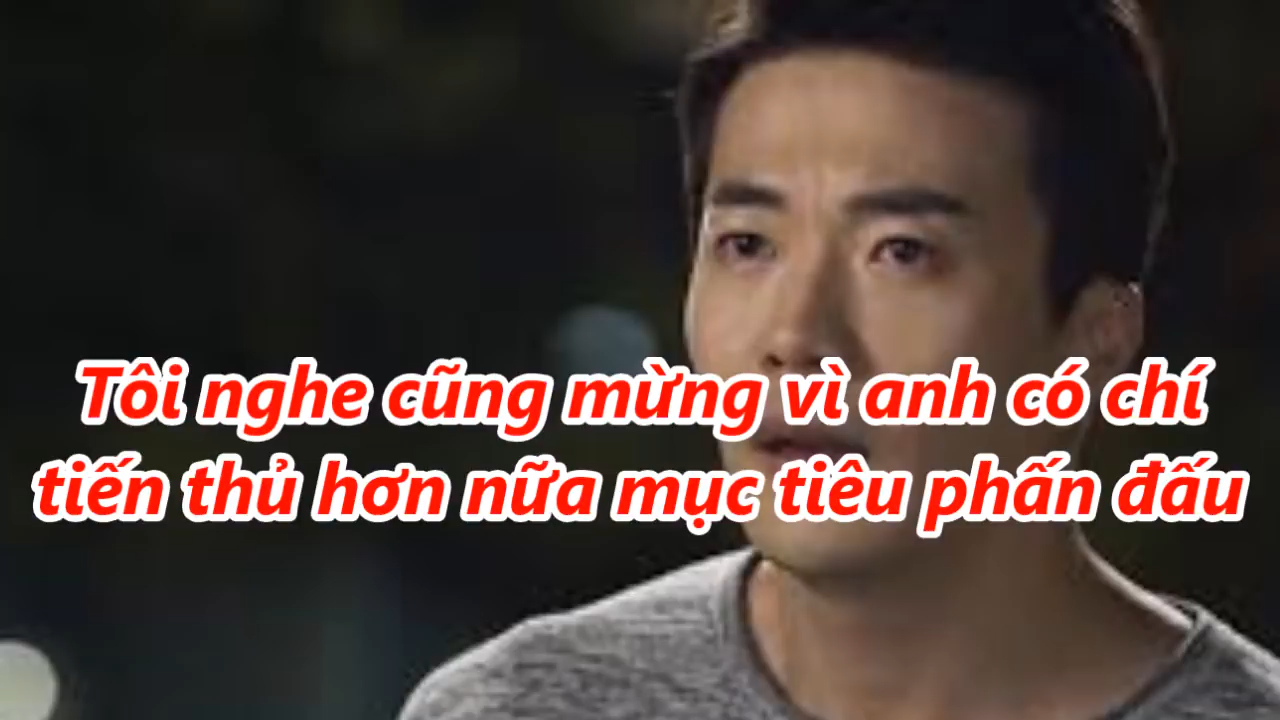 Tôi nghe cũng mừng vì anh có chí
tiến thủ hơn nữa mục tiêu phấn đấu